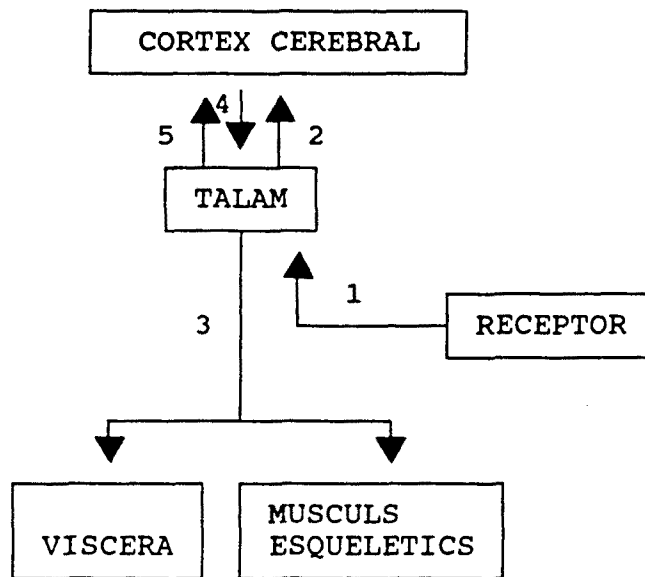 CORTEX CEREBRAL
4
5
2
TALAM
1
3
RECEPTOR
VISCERA
MUSCULS
ESQUELETICS